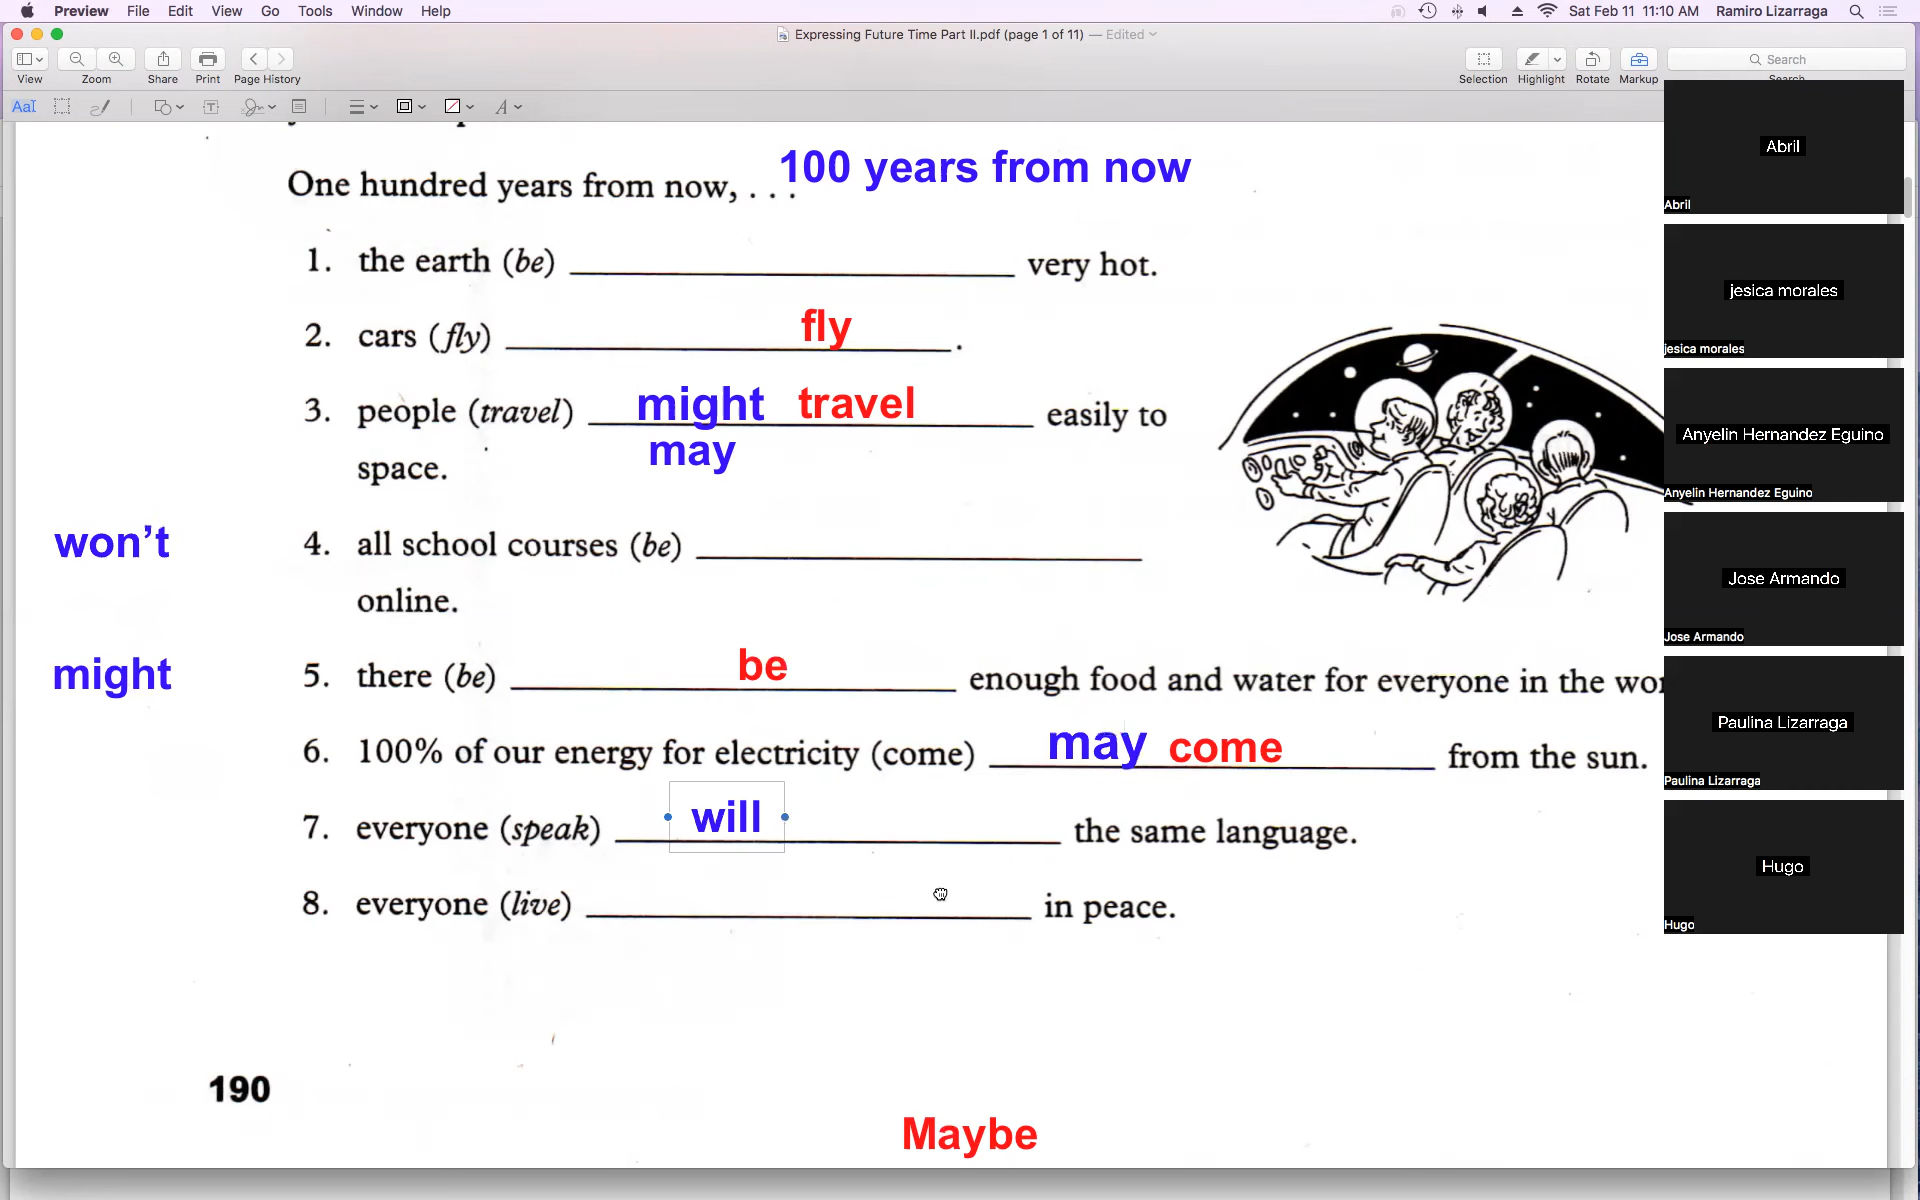 Preview File Edit View Go Tools Window Help Sat Feb 11 11:10 AM Ramiro Lizarraga
Expressing Future Time Part II.pdf (page 1 of 11) — Edited
Search
View Zoom Share Print Page History Selection Highlight Rotate Markup Search
AaI A
100 years from now
One hundred years from now, . . .
1. the earth (be) very hot.
2. cars (fly) fly .
3. people (travel) might travel easily to
may
space.
won’t 4. all school courses (be)
online.
might 5. there (be) be enough food and water for everyone in the
6. 100% of our energy for electricity (come) may come from the sun.
7. everyone (speak) will the same language.
8. everyone (live) in peace.
190
Maybe
Abril
Abril
jesica morales
jesica morales
Anyelin Hernandez Eguino
Anyelin Hernandez Eguino
Jose Armando
Jose Armando
Paulina Lizarraga
Paulina Lizarraga
Hugo
Hugo